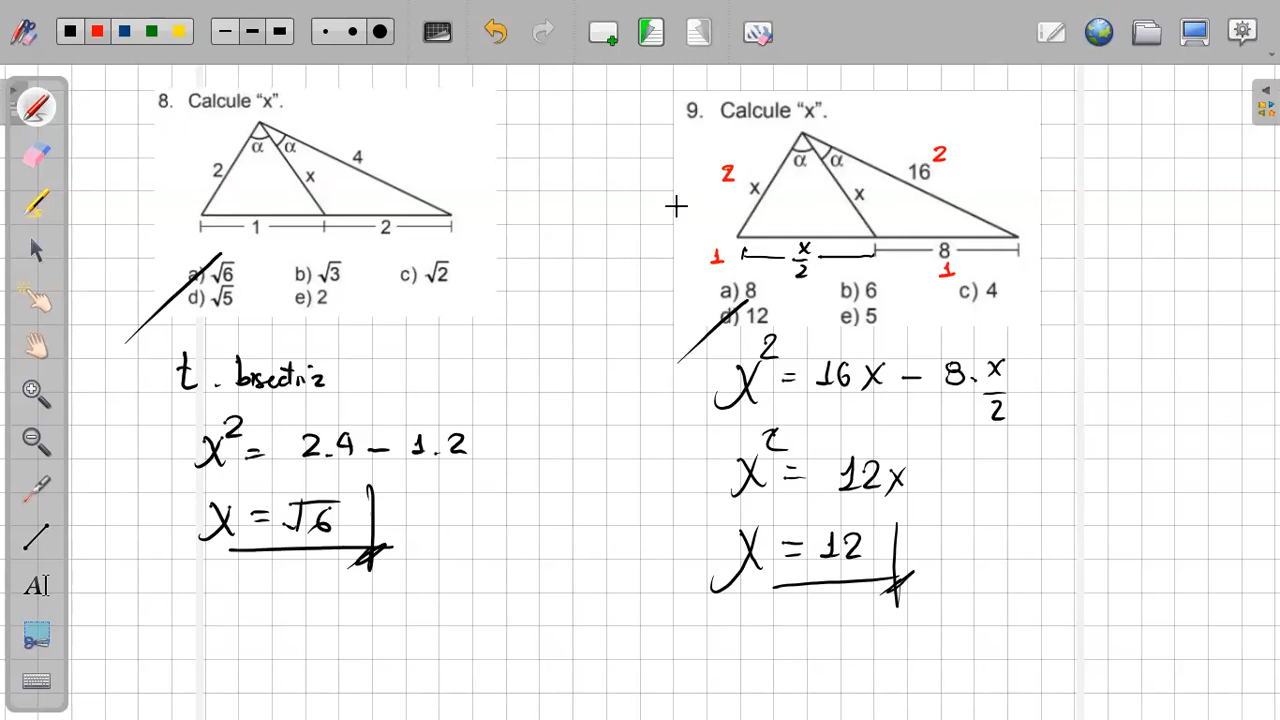 8. Calcule “x”.
α α
2 4
x
1 2
a) √6 b) √3 c) √2
d) √5 e) 2
t. bisectriz
x² = 2.4 – 1.2
x = √6
9. Calcule “x”.
α α
2 x 16 2
x
1 x/2 8 1
a) 8 b) 6 c) 4
d) 12 e) 5
x² = 16x – 8.x/2
x² = 12x
x = 12
A